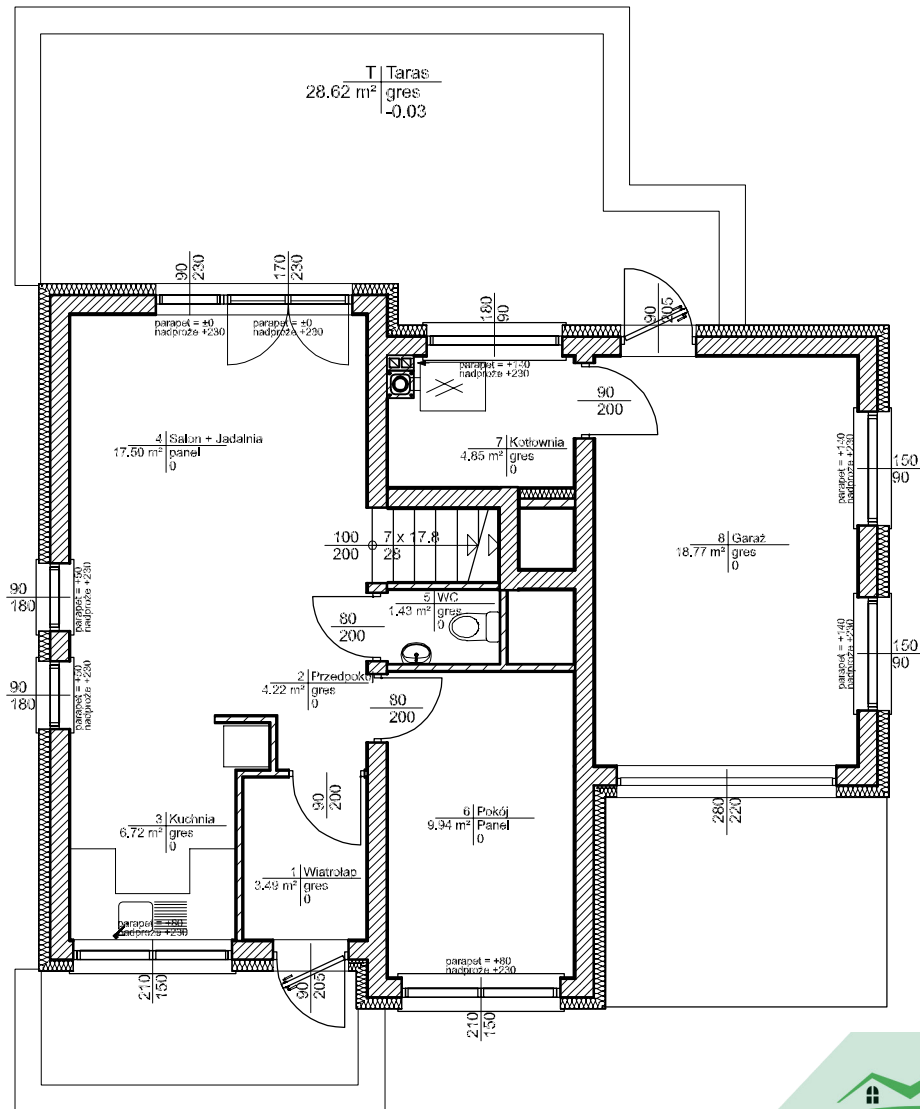 T Taras
28.62 m² gres
-0.03
90
230
170
230
180
90
90
205
parapet = ±0
nadproże +230
parapet = ±0
nadproże +230
parapet = +140
nadproże +230
90
200
4 Salon + Jadalnia
17.50 m² panel
0
7 Kotłownia
4.85 m² gres
0
parapet = +140
nadproże +230
150
90
100
200
7 x 17.8
28
8 Garaż
18.77 m² gres
0
90
180
parapet = +50
nadproże +230
5 WC
1.43 m² gres
0
80
200
parapet = +140
nadproże +230
150
90
2 Przedpokój
4.22 m² gres
0
90
180
parapet = +50
nadproże +230
80
200
90
200
280
220
3 Kuchnia
6.72 m² gres
0
6 Pokój
9.94 m² Panel
0
1 Wiatrołap
3.49 m² gres
0
parapet = +80
nadproże +230
parapet = +80
nadproże +230
210
150
90
205
210
150